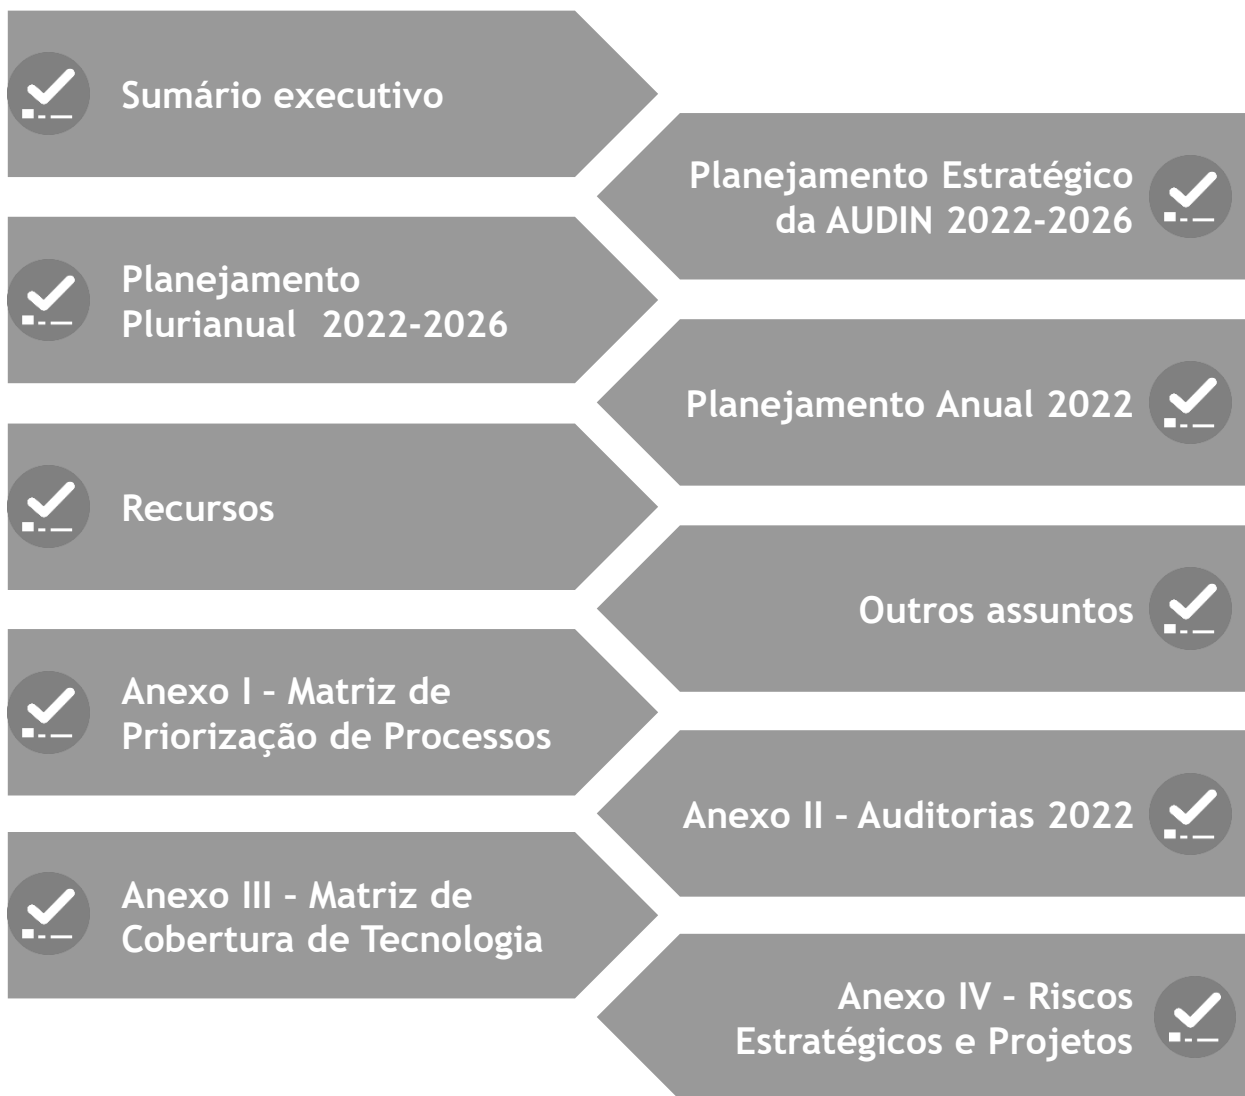 Sumário executivo
Planejamento Estratégico
da AUDIN 2022-2026
Planejamento
Plurianual 2022-2026
Planejamento Anual 2022
Recursos
Outros assuntos
Anexo I – Matriz de
Priorização de Processos
Anexo II – Auditorias 2022
Anexo III – Matriz de
Cobertura de Tecnologia
Anexo IV – Riscos
Estratégicos e Projetos